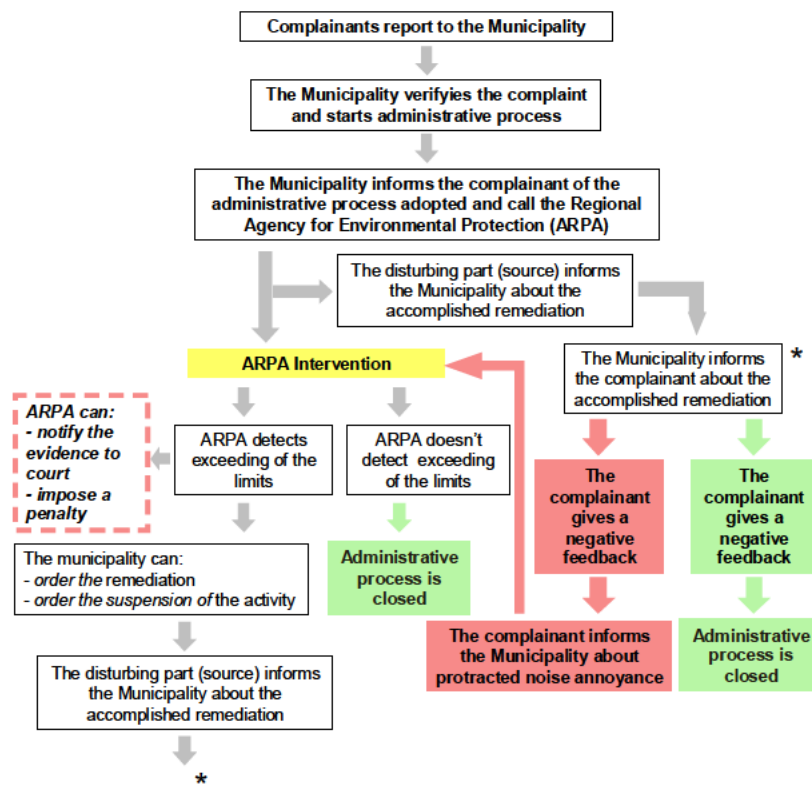 Complainants report to the Municipality
The Municipality verifyies the complaint
and starts administrative process
The Municipality informs the complainant of the
administrative process adopted and call the Regional
Agency for Environmental Protection (ARPA)
The disturbing part (source) informs
the Municipality about the
accomplished remediation
*
The Municipality informs
the complainant about the
accomplished remediation
ARPA Intervention
ARPA can:
- notify the
evidence to
court
- impose a
penalty
ARPA detects
exceeding of the
limits
ARPA doesn't
detect exceeding
of the limits
The
complainant
gives a
negative
feedback
The
complainant
gives a
negative
feedback
The municipality can:
- order the remediation
- order the suspension of the activity
Administrative
process is
closed
The complainant informs
the Municipality about
protracted noise annoyance
Administrative
process is
closed
The disturbing part (source) informs
the Municipality about the
accomplished remediation
*